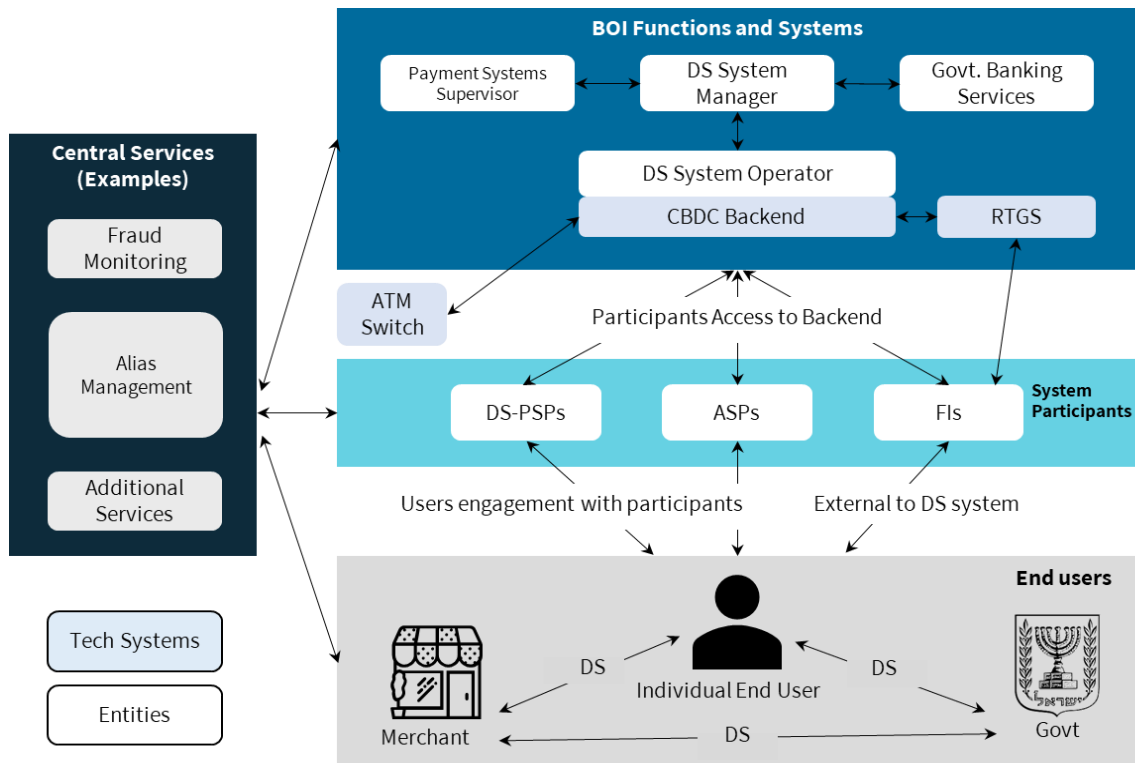 BOI Functions and Systems
Payment Systems
Supervisor
DS System
Manager
Govt. Banking
Services
DS System Operator
CBDC Backend
RTGS
Central Services
(Examples)
Fraud
Monitoring
Alias
Management
Additional
Services
ATM
Switch
Participants Access to Backend
DS-PSPs
ASPs
FIs
System
Participants
Users engagement with participants
External to DS system
End users
DS
DS
Individual End User
ישראל
Merchant
DS
Govt
Tech Systems
Entities